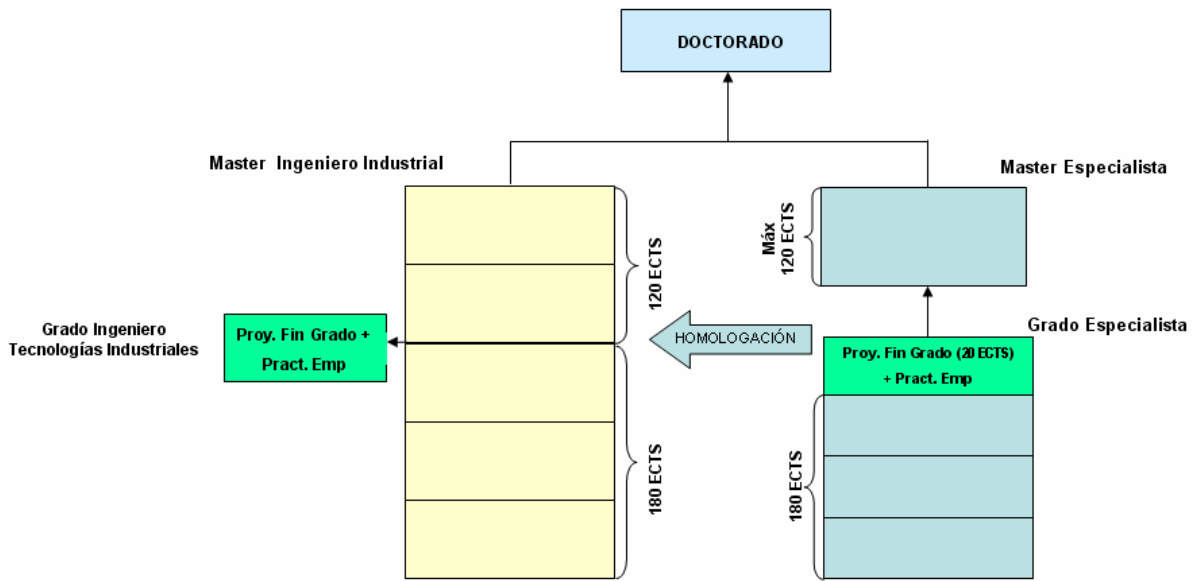 DOCTORADO
Master Ingeniero Industrial
Master Especialista
120 ECTS
Máx
120 ECTS
Grado Ingeniero
Tecnologías Industriales
Proy. Fin Grado +
Pract. Emp
HOMOLOGACIÓN
Grado Especialista
Proy. Fin Grado (20 ECTS)
+ Pract. Emp
180 ECTS
180 ECTS